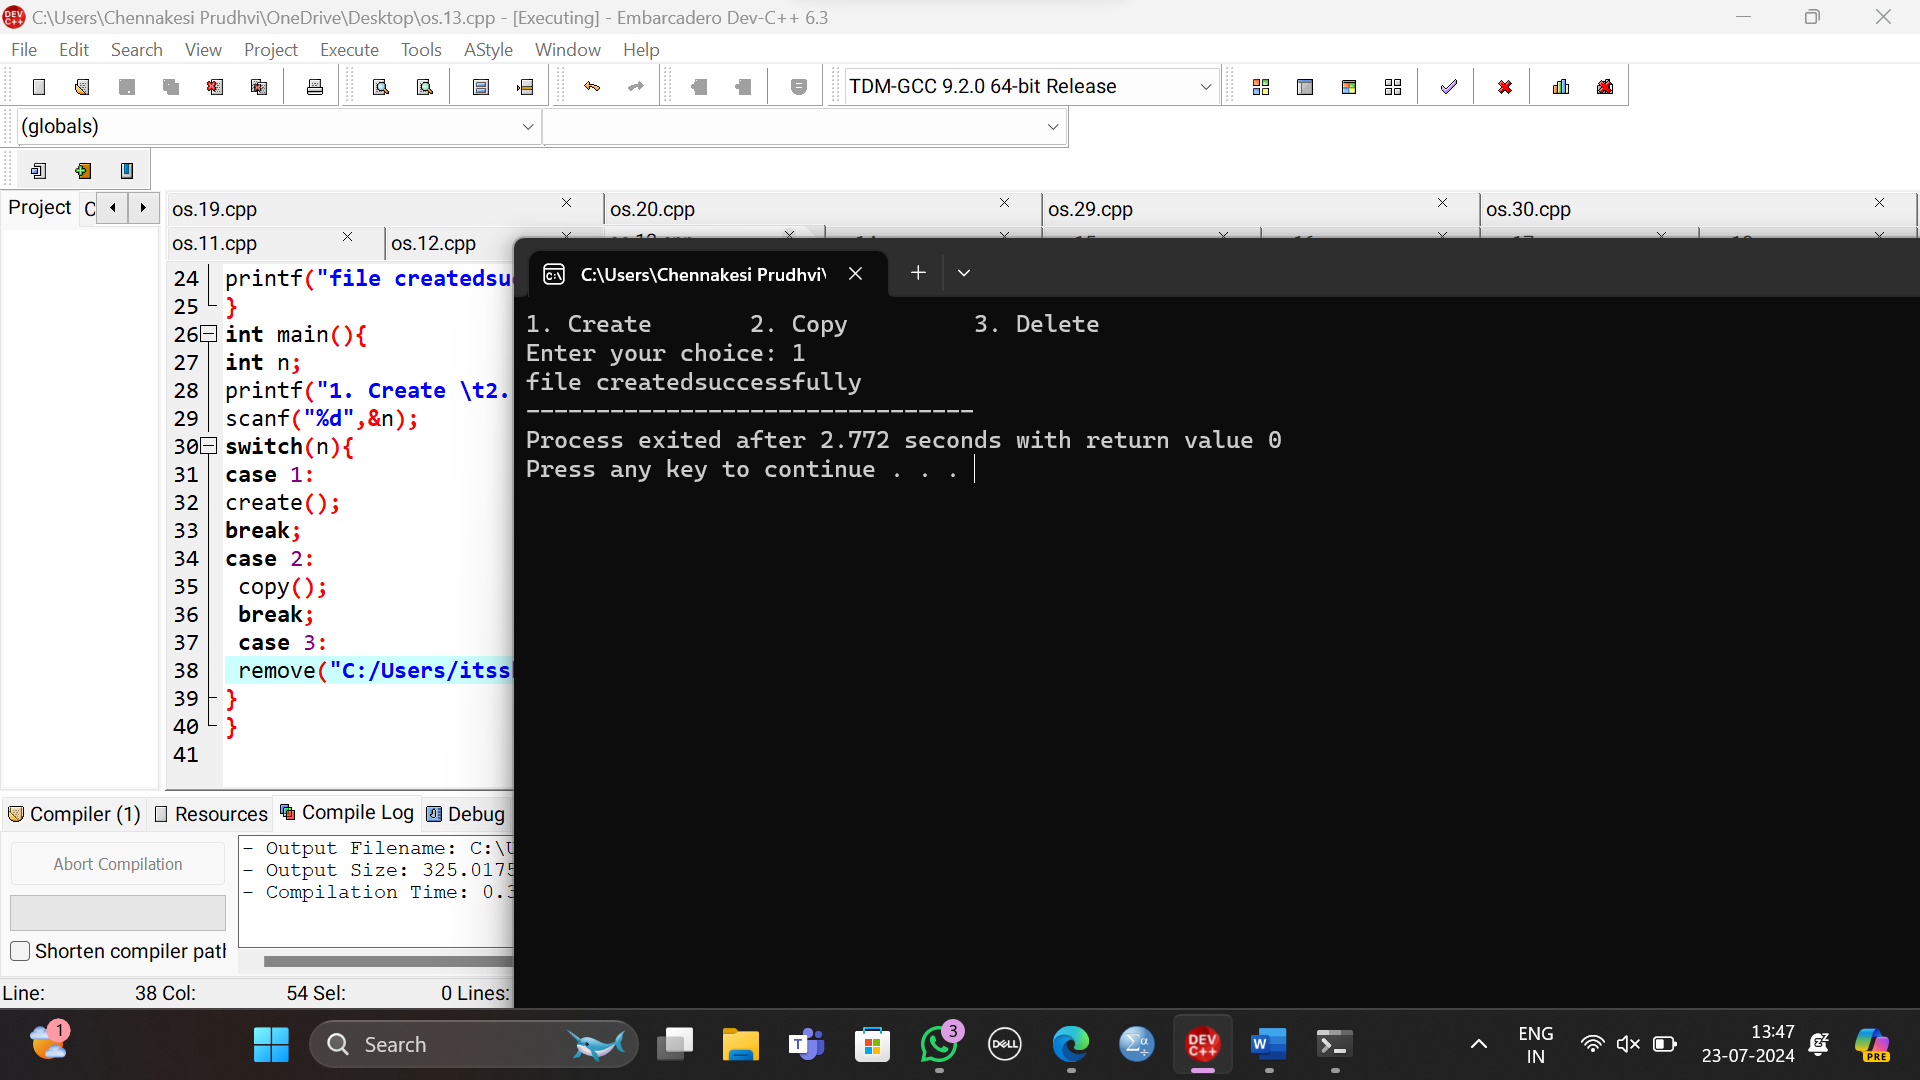 C:\Users\Chennakesi Prudhvi\OneDrive\Desktop\os.13.cpp - [Executing] - Embarcadero Dev-C++ 6.3
File Edit Search View Project Execute Tools AStyle Window Help
TDM-GCC 9.2.0 64-bit Release
(globals)
Project
os.19.cpp os.20.cpp os.29.cpp os.30.cpp
os.11.cpp os.12.cpp
24 printf("file createdsu
25 }
26 int main(){
27 int n;
28 printf("1. Create \t2.
29 scanf("%d",&n);
30 switch(n){
31 case 1:
32 create();
33 break;
34 case 2:
35 copy();
36 break;
37 case 3:
38 remove("C:/Users/itss
39 }
40 }
41
C:\Users\Chennakesi Prudhvi\
1. Create 2. Copy 3. Delete
Enter your choice: 1
file createdsuccessfully
--------------------------------
Process exited after 2.772 seconds with return value 0
Press any key to continue . . .
Compiler (1) Resources Compile Log Debug
Abort Compilation
Shorten compiler path
- Output Filename: C:\U
- Output Size: 325.0175
- Compilation Time: 0.3
Line: 38 Col: 54 Sel: 0 Lines:
1
Search
3
DELL
DEV C++
ENG
IN
13:47
23-07-2024
PRE